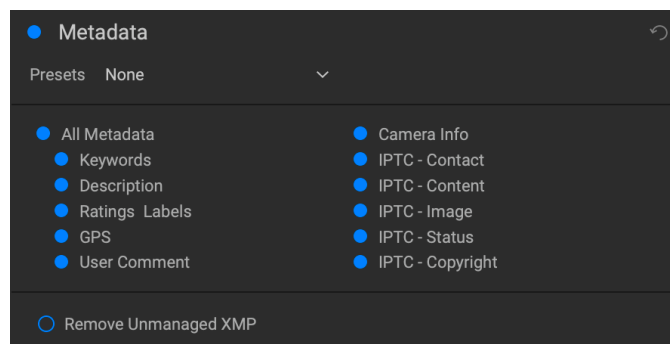 Metadata
Presets None
All Metadata
Keywords
Description
Ratings Labels
GPS
User Comment
Camera Info
IPTC - Contact
IPTC - Content
IPTC - Image
IPTC - Status
IPTC - Copyright
Remove Unmanaged XMP